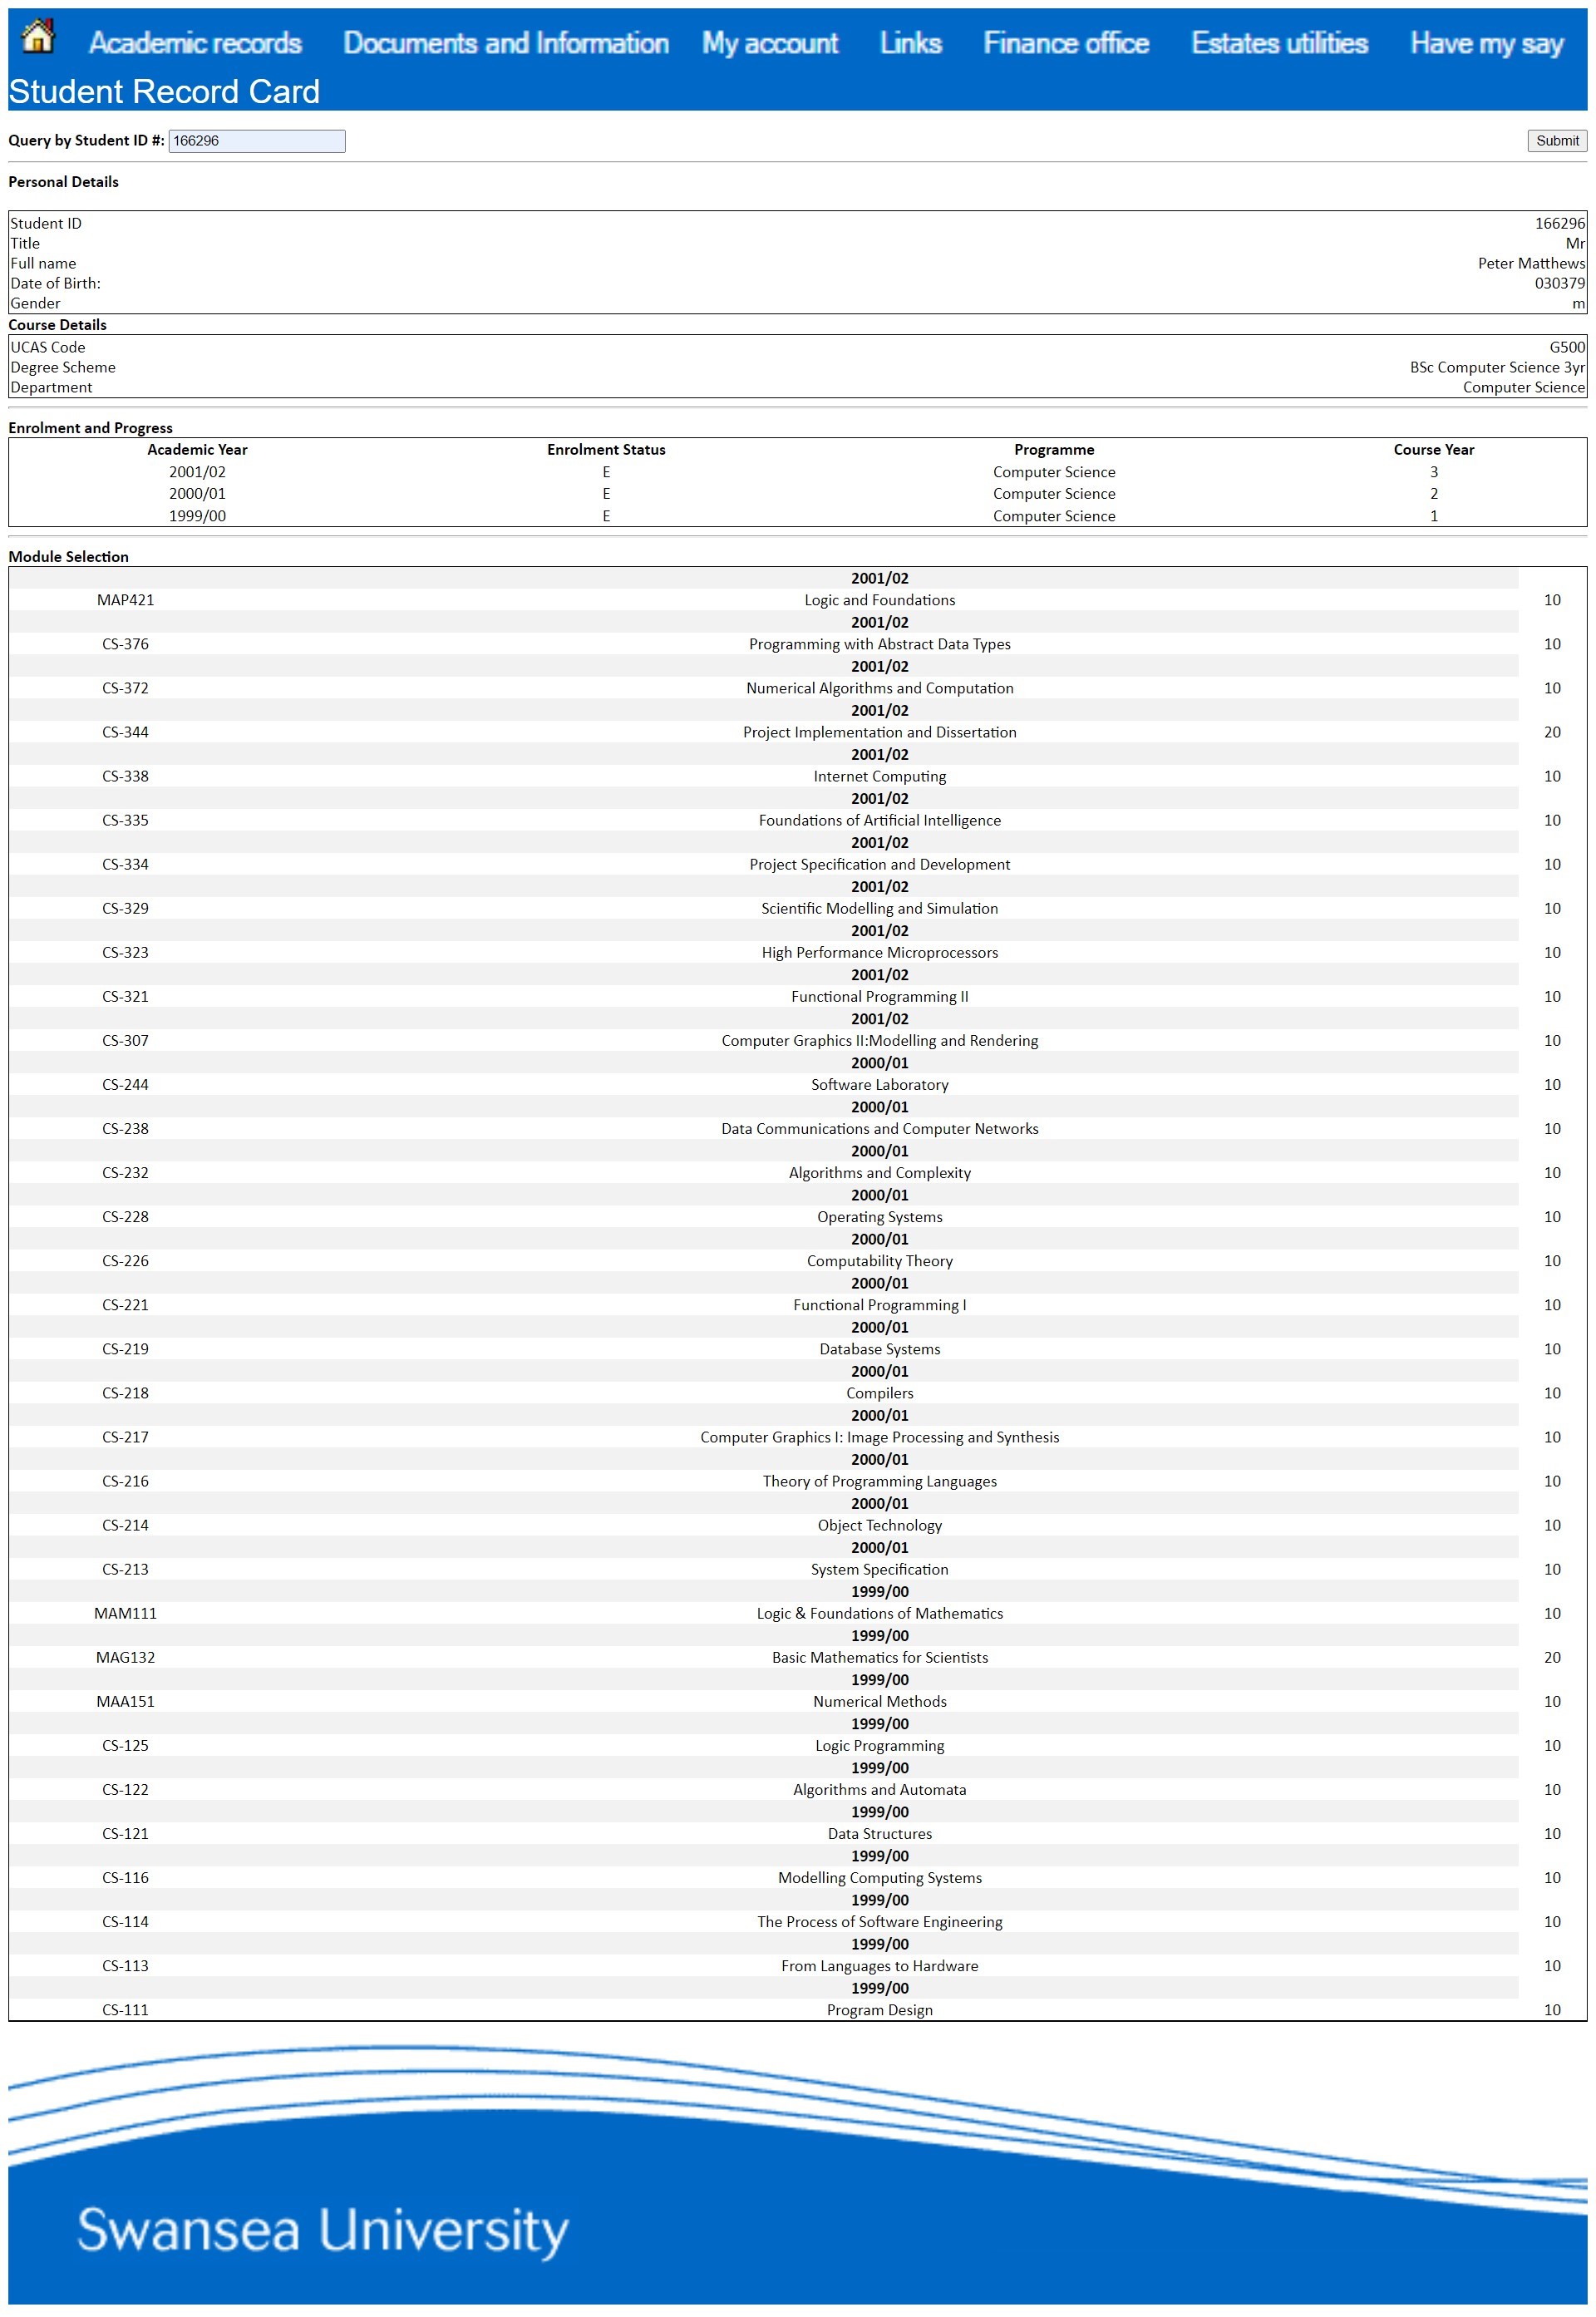 Academic records Documents and Information My account Links Finance office Estates utilities Have my say
Student Record Card
Query by Student ID #: 166296 Submit
Personal Details
Student ID 166296
Title Mr
Full name Peter Matthews
Date of Birth: 030379
Gender m
Course Details
UCAS Code G500
Degree Scheme BSc Computer Science 3yr
Department Computer Science
Enrolment and Progress
Academic Year Enrolment Status Programme Course Year
2001/02 E Computer Science 3
2000/01 E Computer Science 2
1999/00 E Computer Science 1
Module Selection
2001/02
MAP421 Logic and Foundations 10
2001/02
CS-376 Programming with Abstract Data Types 10
2001/02
CS-372 Numerical Algorithms and Computation 10
2001/02
CS-344 Project Implementation and Dissertation 20
2001/02
CS-338 Internet Computing 10
2001/02
CS-335 Foundations of Artificial Intelligence 10
2001/02
CS-334 Project Specification and Development 10
2001/02
CS-329 Scientific Modelling and Simulation 10
2001/02
CS-323 High Performance Microprocessors 10
2001/02
CS-321 Functional Programming II 10
2001/02
CS-307 Computer Graphics II:Modelling and Rendering 10
2000/01
CS-244 Software Laboratory 10
2000/01
CS-238 Data Communications and Computer Networks 10
2000/01
CS-232 Algorithms and Complexity 10
2000/01
CS-228 Operating Systems 10
2000/01
CS-226 Computability Theory 10
2000/01
CS-221 Functional Programming I 10
2000/01
CS-219 Database Systems 10
2000/01
CS-218 Compilers 10
2000/01
CS-217 Computer Graphics I: Image Processing and Synthesis 10
2000/01
CS-216 Theory of Programming Languages 10
2000/01
CS-214 Object Technology 10
2000/01
CS-213 System Specification 10
1999/00
MAM111 Logic & Foundations of Mathematics 10
1999/00
MAG132 Basic Mathematics for Scientists 20
1999/00
MAA151 Numerical Methods 10
1999/00
CS-125 Logic Programming 10
1999/00
CS-122 Algorithms and Automata 10
1999/00
CS-121 Data Structures 10
1999/00
CS-116 Modelling Computing Systems 10
1999/00
CS-114 The Process of Software Engineering 10
1999/00
CS-113 From Languages to Hardware 10
1999/00
CS-111 Program Design 10
Swansea University